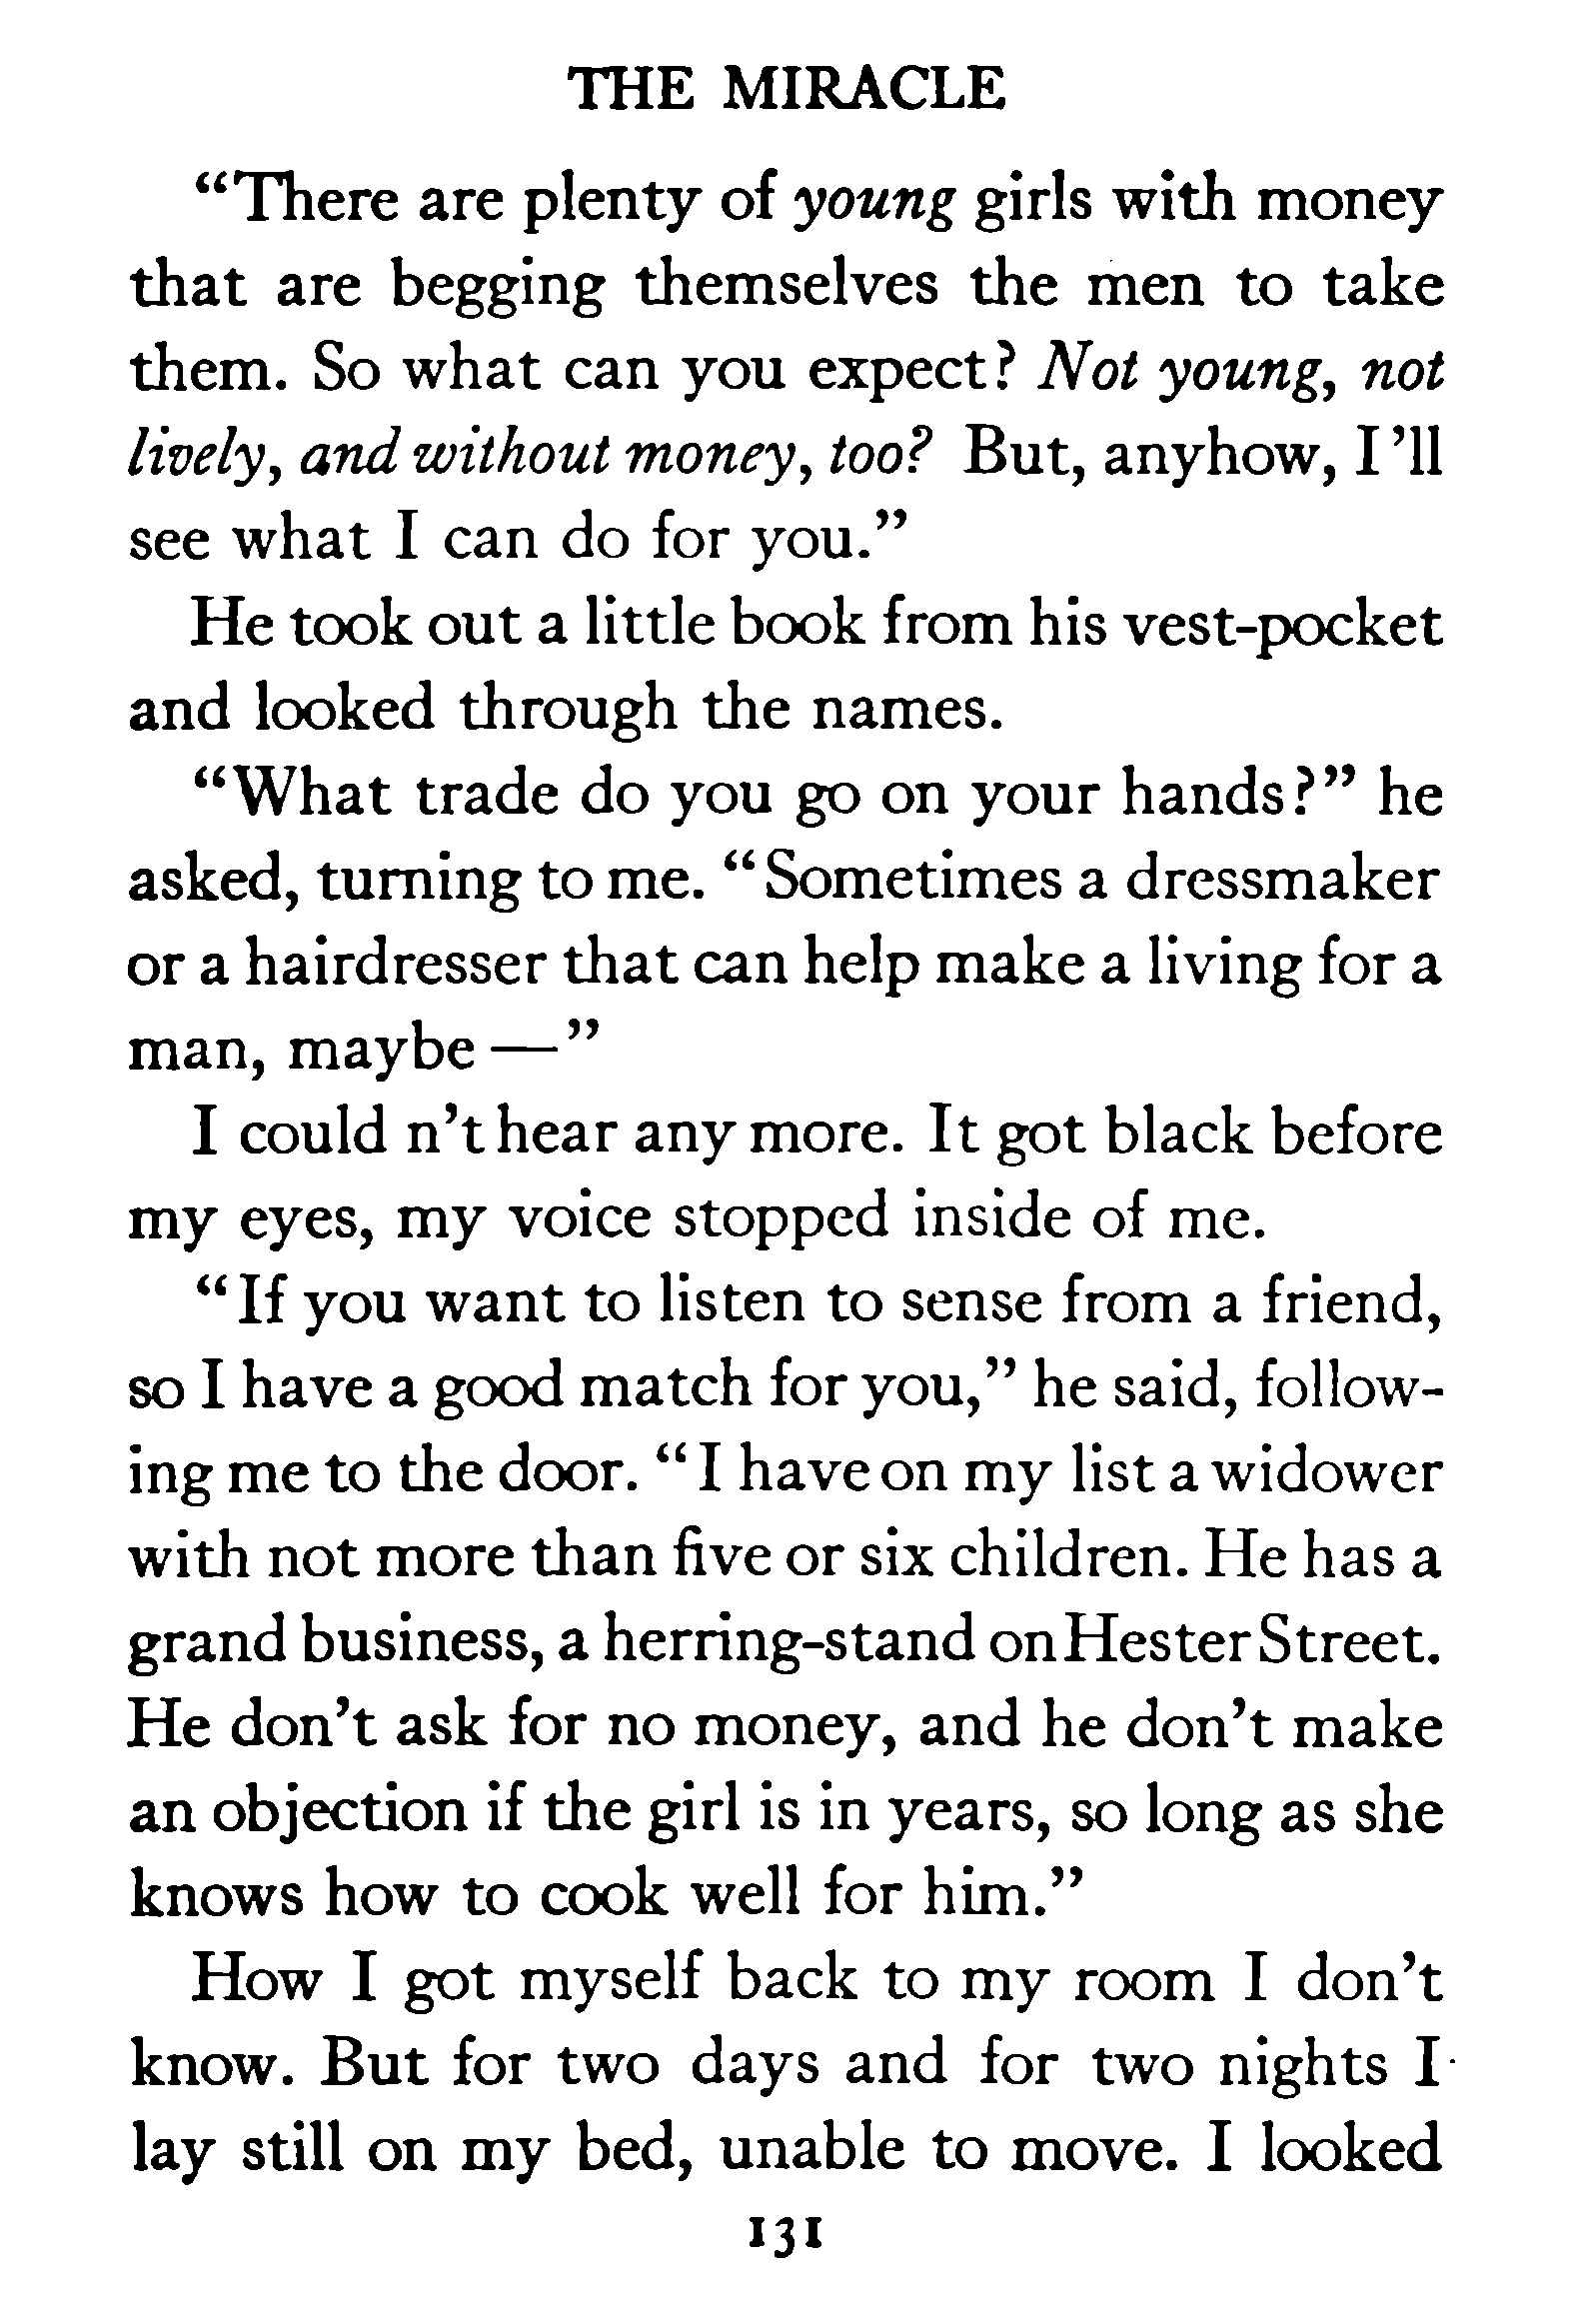 THE MIRACLE
“There are plenty of young girls with money
that are begging themselves the men to take
them. So what can you expect? Not young, not
lively, and without money, too? But, anyhow, I ’ll
see what I can do for you.”
He took out a little book from his vest-pocket
and looked through the names.
“What trade do you go on your hands?” he
asked, turning to me. “Sometimes a dressmaker
or a hairdresser that can help make a living for a
man, maybe —”
I could n’t hear any more. It got black before
my eyes, my voice stopped inside of me.
“If you want to listen to sense from a friend,
so I have a good match for you,” he said, follow-
ing me to the door. “I have on my list a widower
with not more than five or six children. He has a
grand business, a herring-stand on Hester Street.
He don’t ask for no money, and he don’t make
an objection if the girl is in years, so long as she
knows how to cook well for him.”
How I got myself back to my room I don’t
know. But for two days and for two nights I
lay still on my bed, unable to move. I looked
131